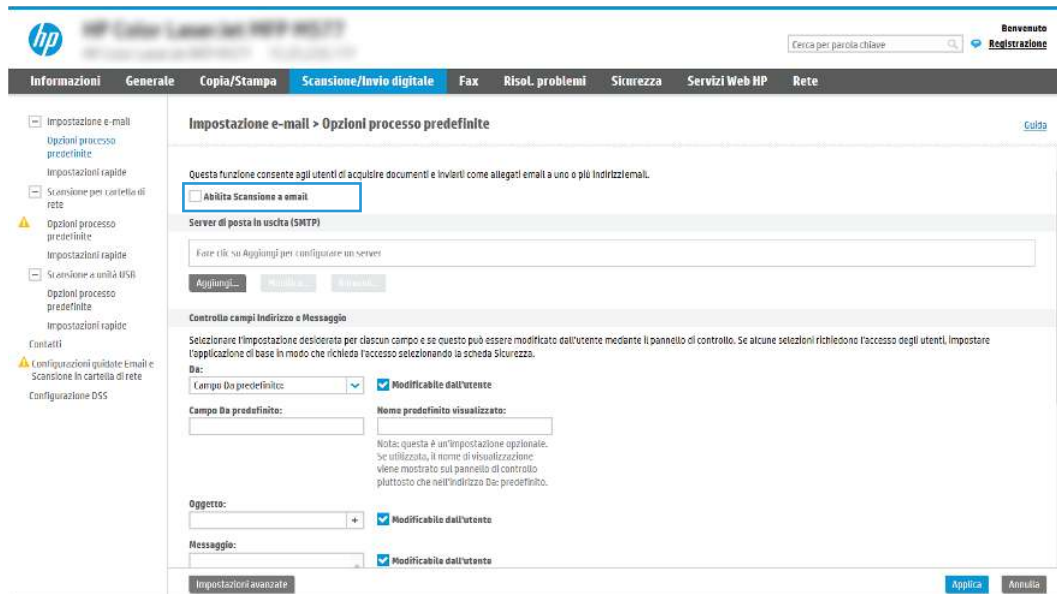 hp
Benvenuto
Cerca per parola chiave
Registrazione
Informazioni Generale Copia/Stampa Scansione/Invio digitale Fax Risol. problemi Sicurezza Servizi Web HP Rete
Impostazione e-mail
Opzioni processo
predefinite
Impostazioni rapide
Scansione per cartella di
rete
Opzioni processo
predefinite
Impostazioni rapide
Scansione a unità USB
Opzioni processo
predefinite
Impostazioni rapide
Contatti
Configurazioni guidate Email e
Scansione in cartella di rete
Configurazione DSS
Impostazione e-mail > Opzioni processo predefinite
Guida
Questa funzione consente agli utenti di acquisire documenti e inviarli come allegati email a uno o più indirizziemail.
Abilita Scansione a email
Server di posta in uscita (SMTP)
Fare clic su Aggiungi per configurare un server
Aggiungi...
Controllo campi Indirizzo e Messaggio
Selezionare l'impostazione desiderata per ciascun campo e se questo può essere modificato dall'utente mediante il pannello di controllo. Se alcune selezioni richiedono l'accesso degli utenti, impostare
l'applicazione di base in modo che richieda l'accesso selezionando la scheda Sicurezza.
Da:
Campo Da predefinito: Modificabile dall'utente
Campo Da predefinito: Nome predefinito visualizzato:
Nota: questa è un'impostazione opzionale.
Se utilizzata, il nome di visualizzazione
viene mostrato sul pannello di controllo
piuttosto che nell'indirizzo Da: predefinito.
Oggetto:
+ Modificabile dall'utente
Messaggio:
Modificabile dall'utente
Impostazioni avanzate Applica Annulla